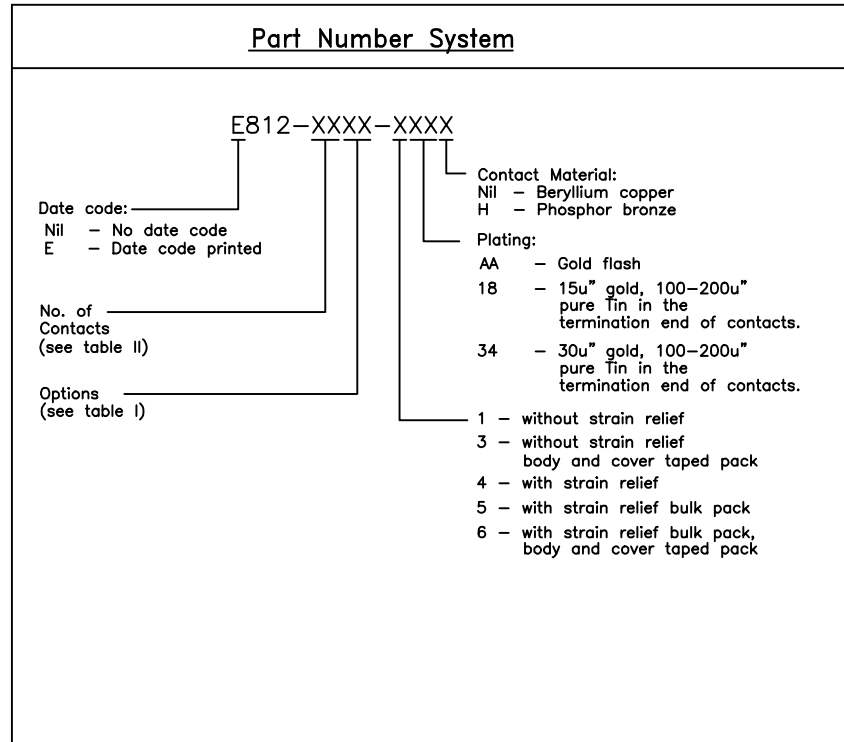 Part Number System
E812-XXXX-XXXX
Date code:
Nil - No date code
E - Date code printed
No. of
Contacts
(see table II)
Options
(see table I)
Contact Material:
Nil - Beryllium copper
H - Phosphor bronze
Plating:
AA - Gold flash
18 - 15u" gold, 100-200u"
pure Tin in the
termination end of contacts.
34 - 30u" gold, 100-200u"
pure Tin in the
termination end of contacts.
1 - without strain relief
3 - without strain relief
body and cover taped pack
4 - with strain relief
5 - with strain relief bulk pack
6 - with strain relief bulk pack,
body and cover taped pack